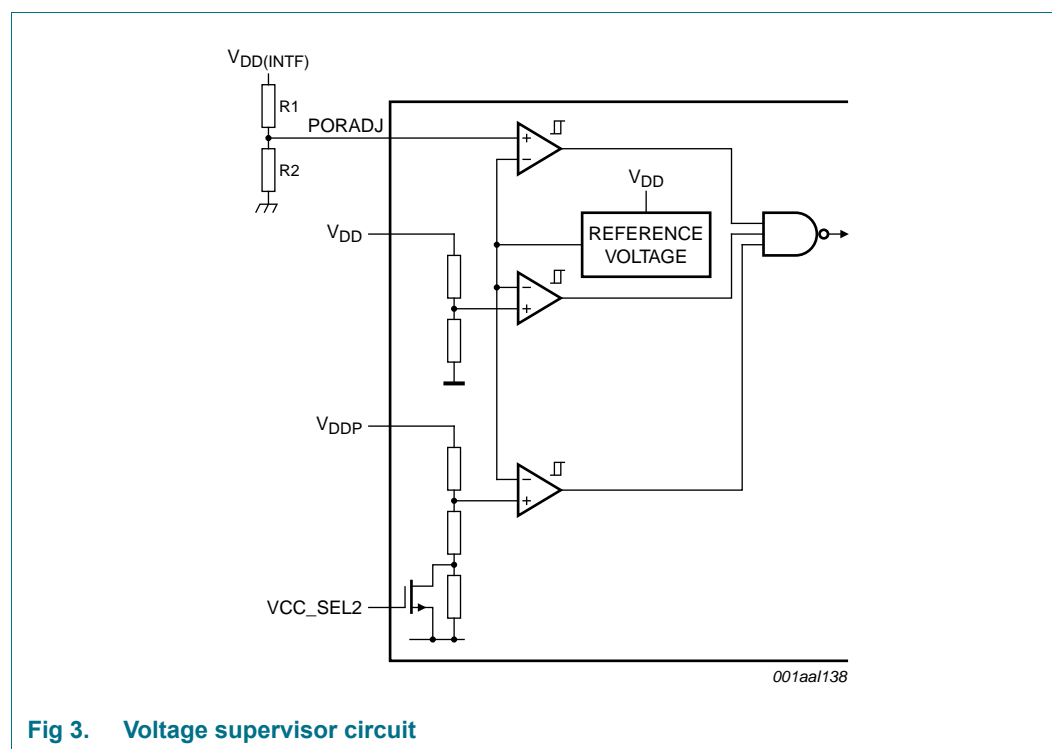 VDD(INTF)
R1
PORADJ
R2
VDD
VDD
REFERENCE
VOLTAGE
VDDP
VCC_SEL2
001aal138
Fig 3. Voltage supervisor circuit